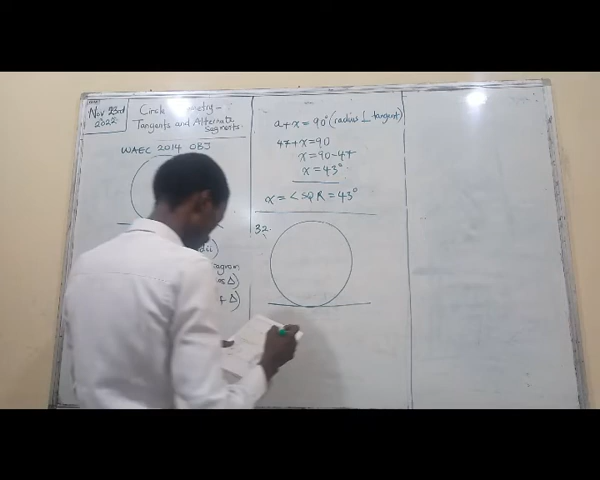 Nov 23rd
2022
Circle
Tangents and Alternate
Segments.
WAEC 2014 OBJ
a+x = 90° (radius ⊥ tangent)
47+x = 90
x = 90-47
x = 43°
x = <SQR = 43°
32.